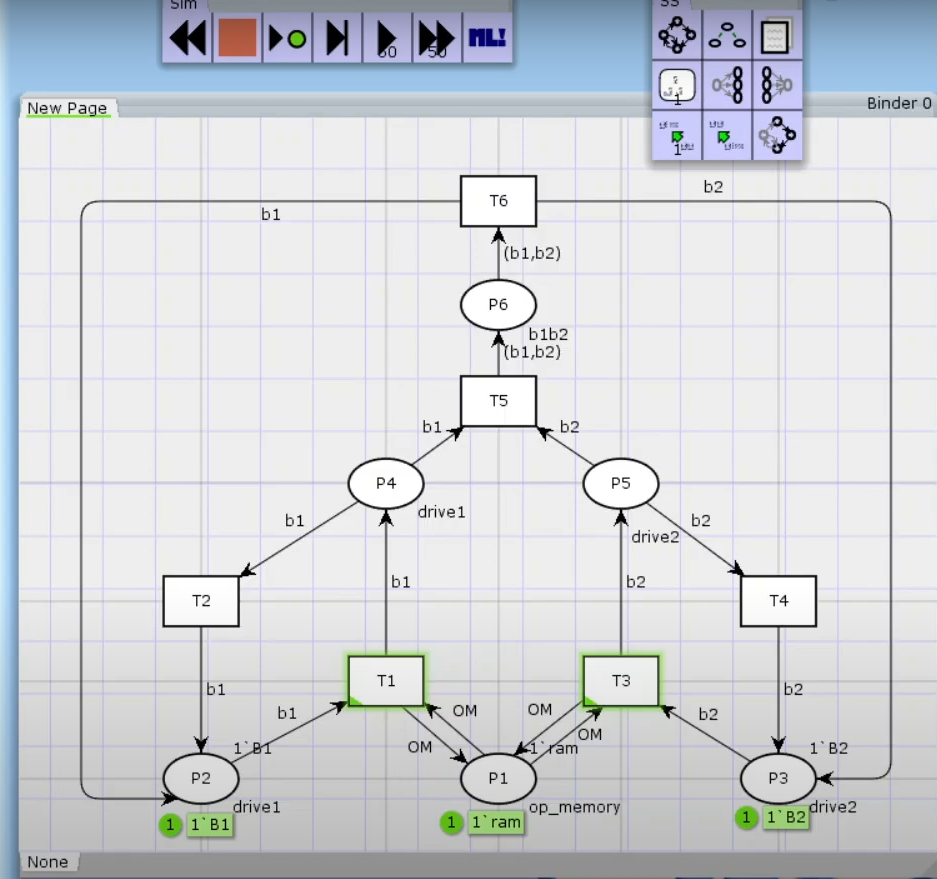 Sim
SS
50
50
ML!
1
1
New Page
Binder 0
T6
b2
b1
(b1,b2)
P6
b1b2
(b1,b2)
T5
b1
b2
P4
P5
drive1
b1
b2
drive2
b1
b2
T2
T4
T1
T3
b1
b2
b1
OM
OM
b2
OM
OM
1`B1
1`ram
1`B2
P2
P1
P3
drive1
op_memory
drive2
1
1`B1
1
1`ram
1
1`B2
None